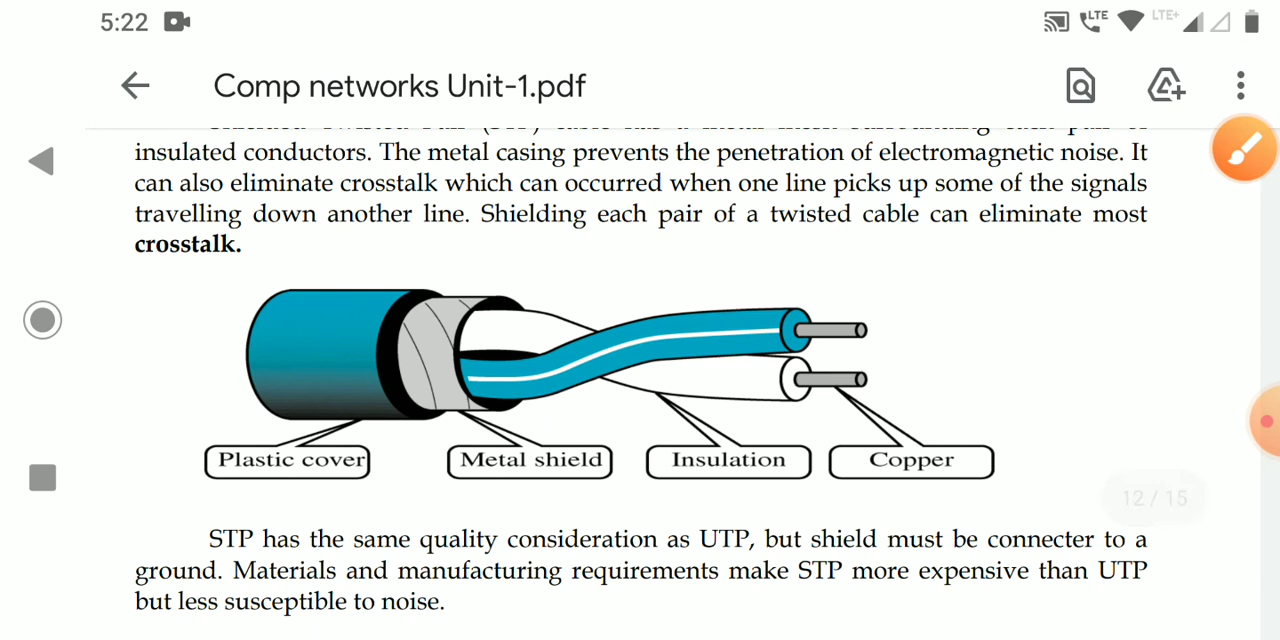 5:22
LTE
LTE+
Comp networks Unit-1.pdf
insulated conductors. The metal casing prevents the penetration of electromagnetic noise. It
can also eliminate crosstalk which can occurred when one line picks up some of the signals
travelling down another line. Shielding each pair of a twisted cable can eliminate most
crosstalk.
Plastic cover
Metal shield
Insulation
Copper
12 / 15
STP has the same quality consideration as UTP, but shield must be connecter to a
ground. Materials and manufacturing requirements make STP more expensive than UTP
but less susceptible to noise.